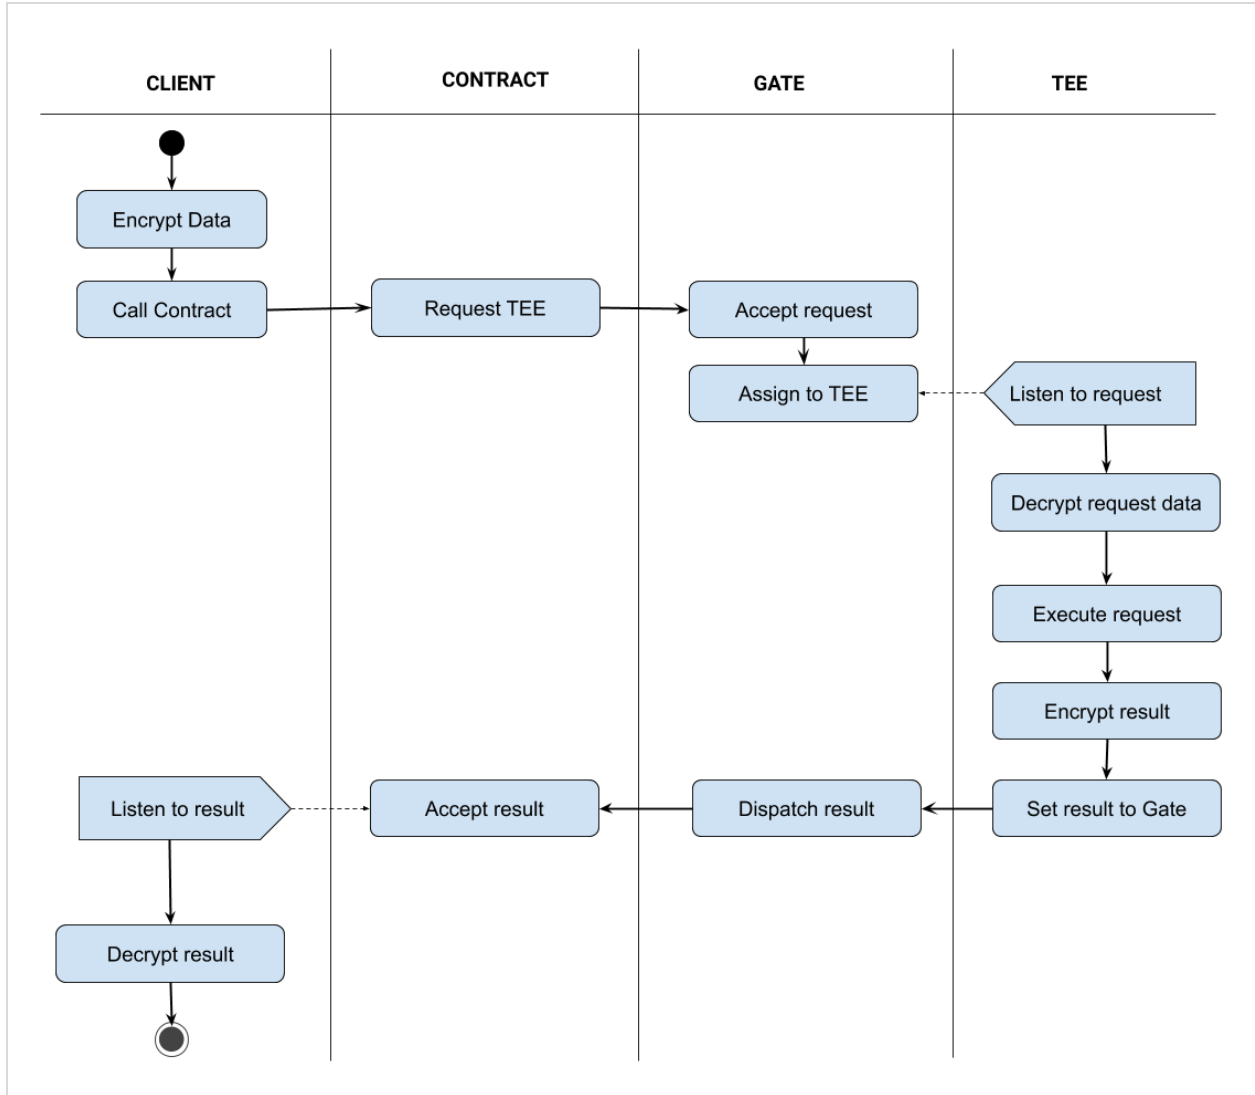 CLIENT
CONTRACT
GATE
TEE
Encrypt Data
Call Contract
Request TEE
Accept request
Assign to TEE
Listen to request
Decrypt request data
Execute request
Encrypt result
Listen to result
Accept result
Dispatch result
Set result to Gate
Decrypt result